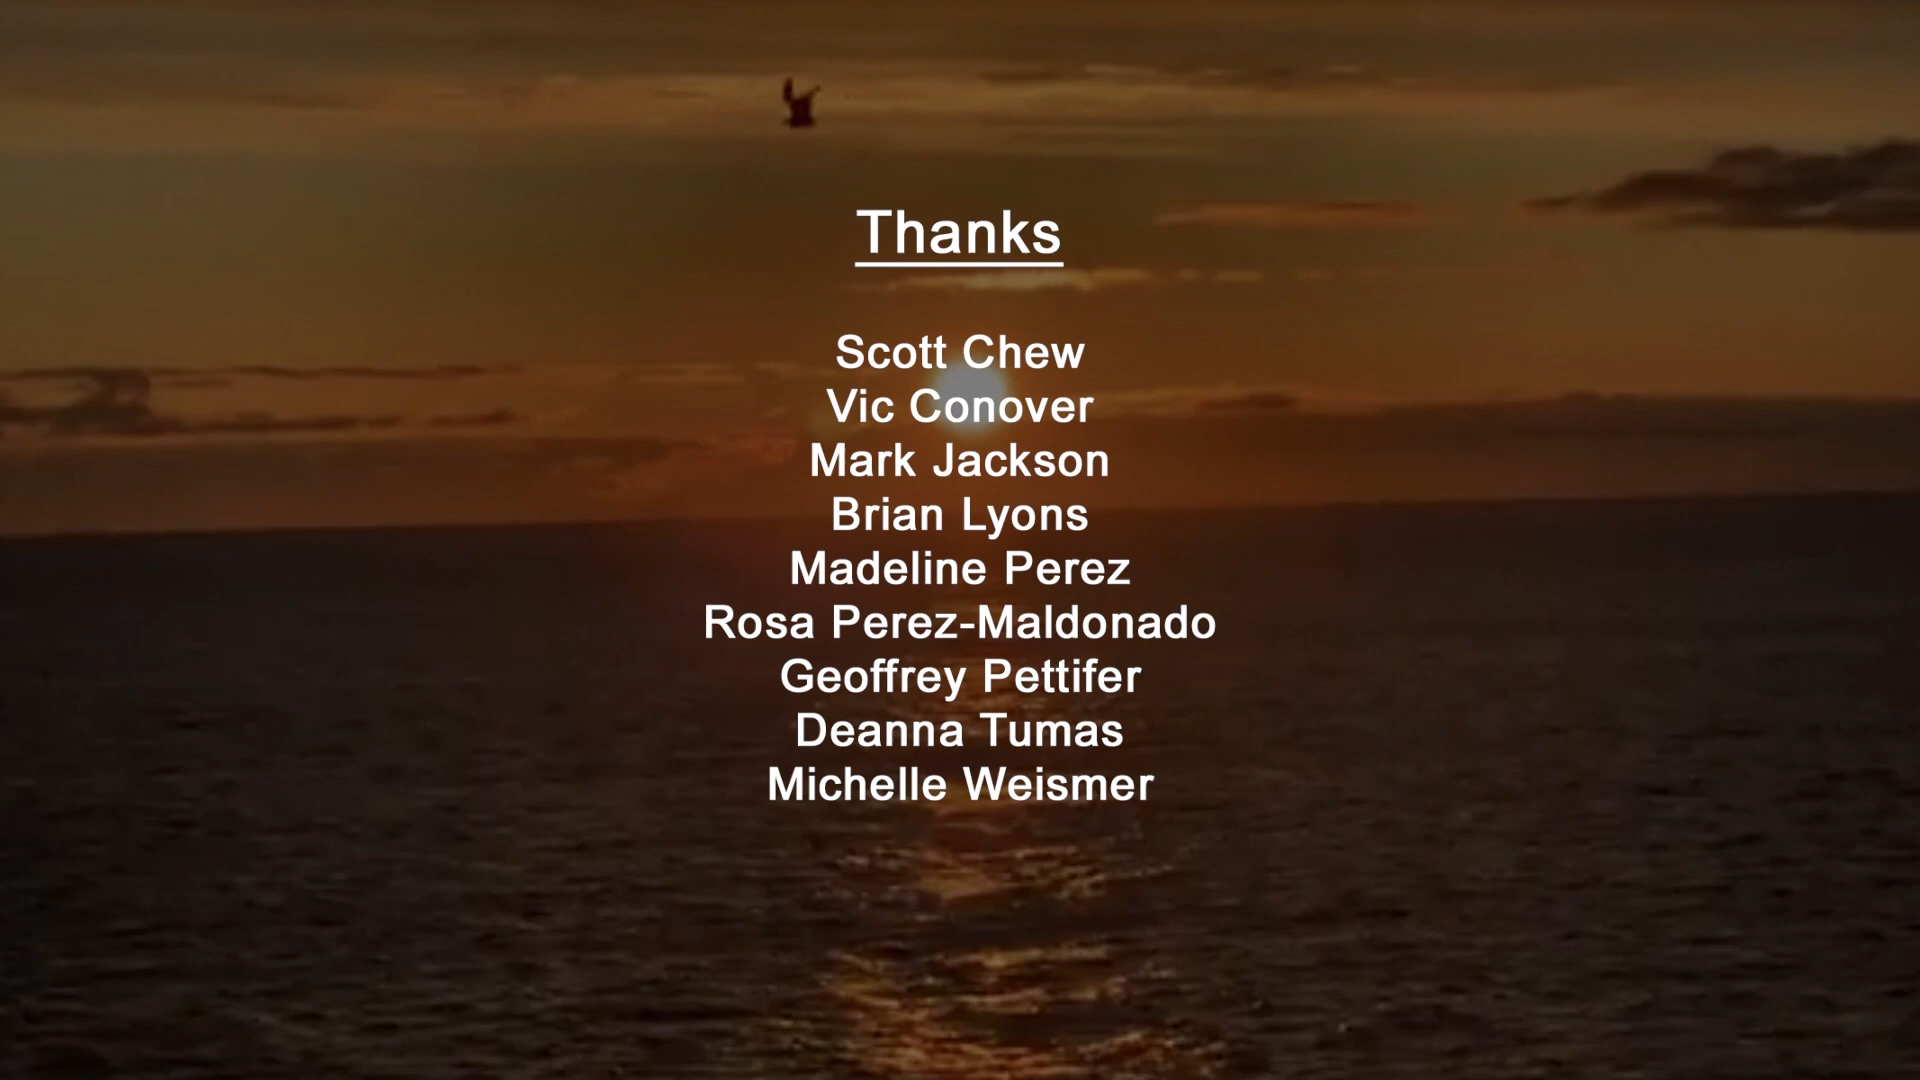 Thanks
Scott Chew
Vic Conover
Mark Jackson
Brian Lyons
Madeline Perez
Rosa Perez-Maldonado
Geoffrey Pettifer
Deanna Tumas
Michelle Weismer